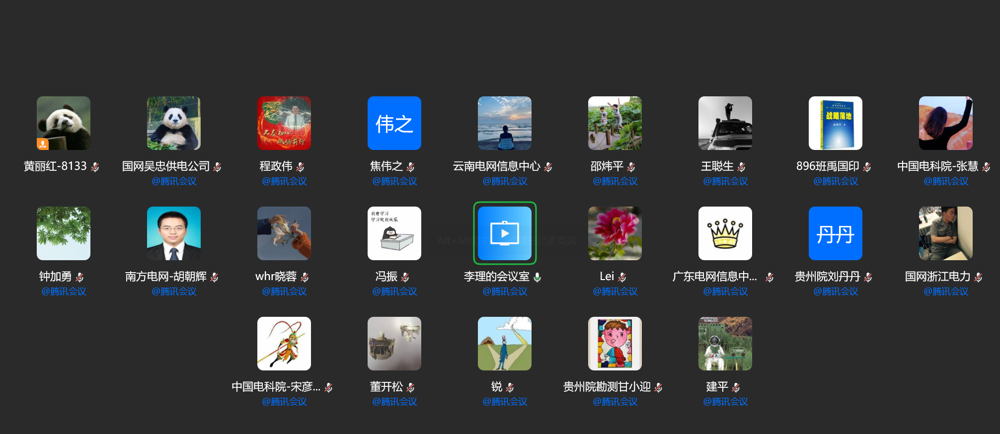 伟之
战略落地
黄丽红-8133
国网吴忠供电公司
程政伟
焦伟之
云南电网信息中心
邵炜平
王聪生
896班禹国印
中国电科院-张慧
@腾讯会议
@腾讯会议
@腾讯会议
@腾讯会议
@腾讯会议
@腾讯会议
@腾讯会议
@腾讯会议
我要学习
学习使我快乐
丹丹
钟加勇
南方电网-胡朝辉
whr晓蓉
冯振
李理的会议室
Lei
广东电网信息中...
贵州院刘丹丹
国网浙江电力
@腾讯会议
@腾讯会议
@腾讯会议
@腾讯会议
@腾讯会议
@腾讯会议
@腾讯会议
@腾讯会议
@腾讯会议
HAPPINESS
中国电科院-宋彦...
董开松
锐
贵州院勘测甘小迎
建平
@腾讯会议
@腾讯会议
@腾讯会议
@腾讯会议
@腾讯会议